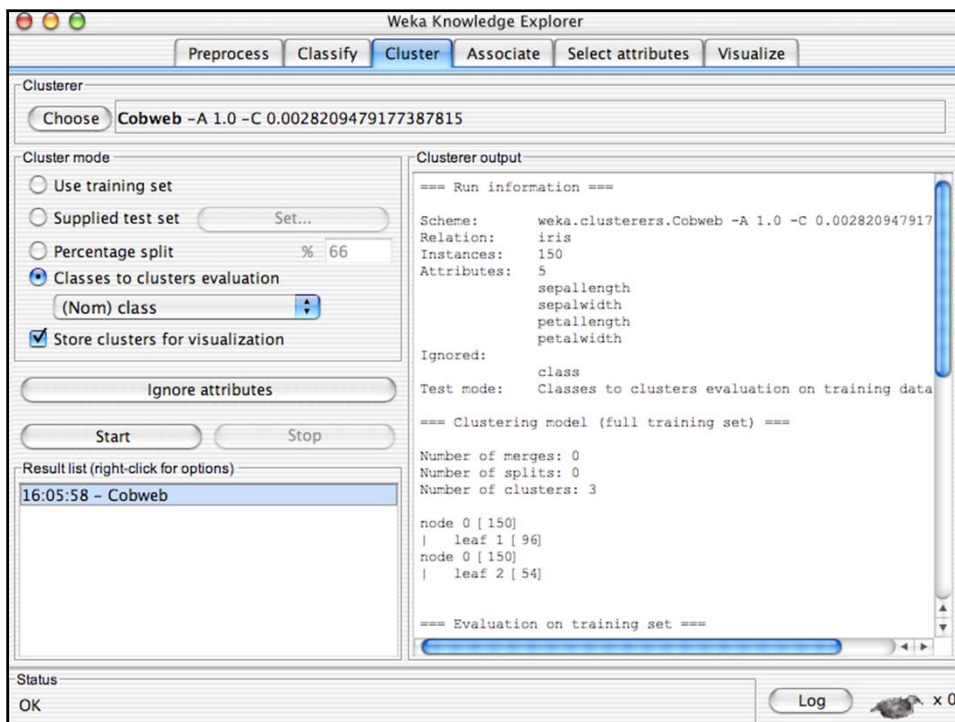 Weka Knowledge Explorer
Preprocess Classify Cluster Associate Select attributes Visualize
Clusterer
Choose Cobweb -A 1.0 -C 0.0028209479177387815
Cluster mode
Use training set
Supplied test set Set...
Percentage split % 66
Classes to clusters evaluation
(Nom) class
Store clusters for visualization
Ignore attributes
Start Stop
Result list (right-click for options)
16:05:58 - Cobweb
Clusterer output
=== Run information ===
Scheme: weka.clusterers.Cobweb -A 1.0 -C 0.002820947917
Relation: iris
Instances: 150
Attributes: 5
sepallength
sepalwidth
petallength
petalwidth
Ignored:
class
Test mode: Classes to clusters evaluation on training data
=== Clustering model (full training set) ===
Number of merges: 0
Number of splits: 0
Number of clusters: 3
node 0 [150]
| leaf 1 [96]
node 0 [150]
| leaf 2 [54]
=== Evaluation on training set ===
Status
OK
Log x 0